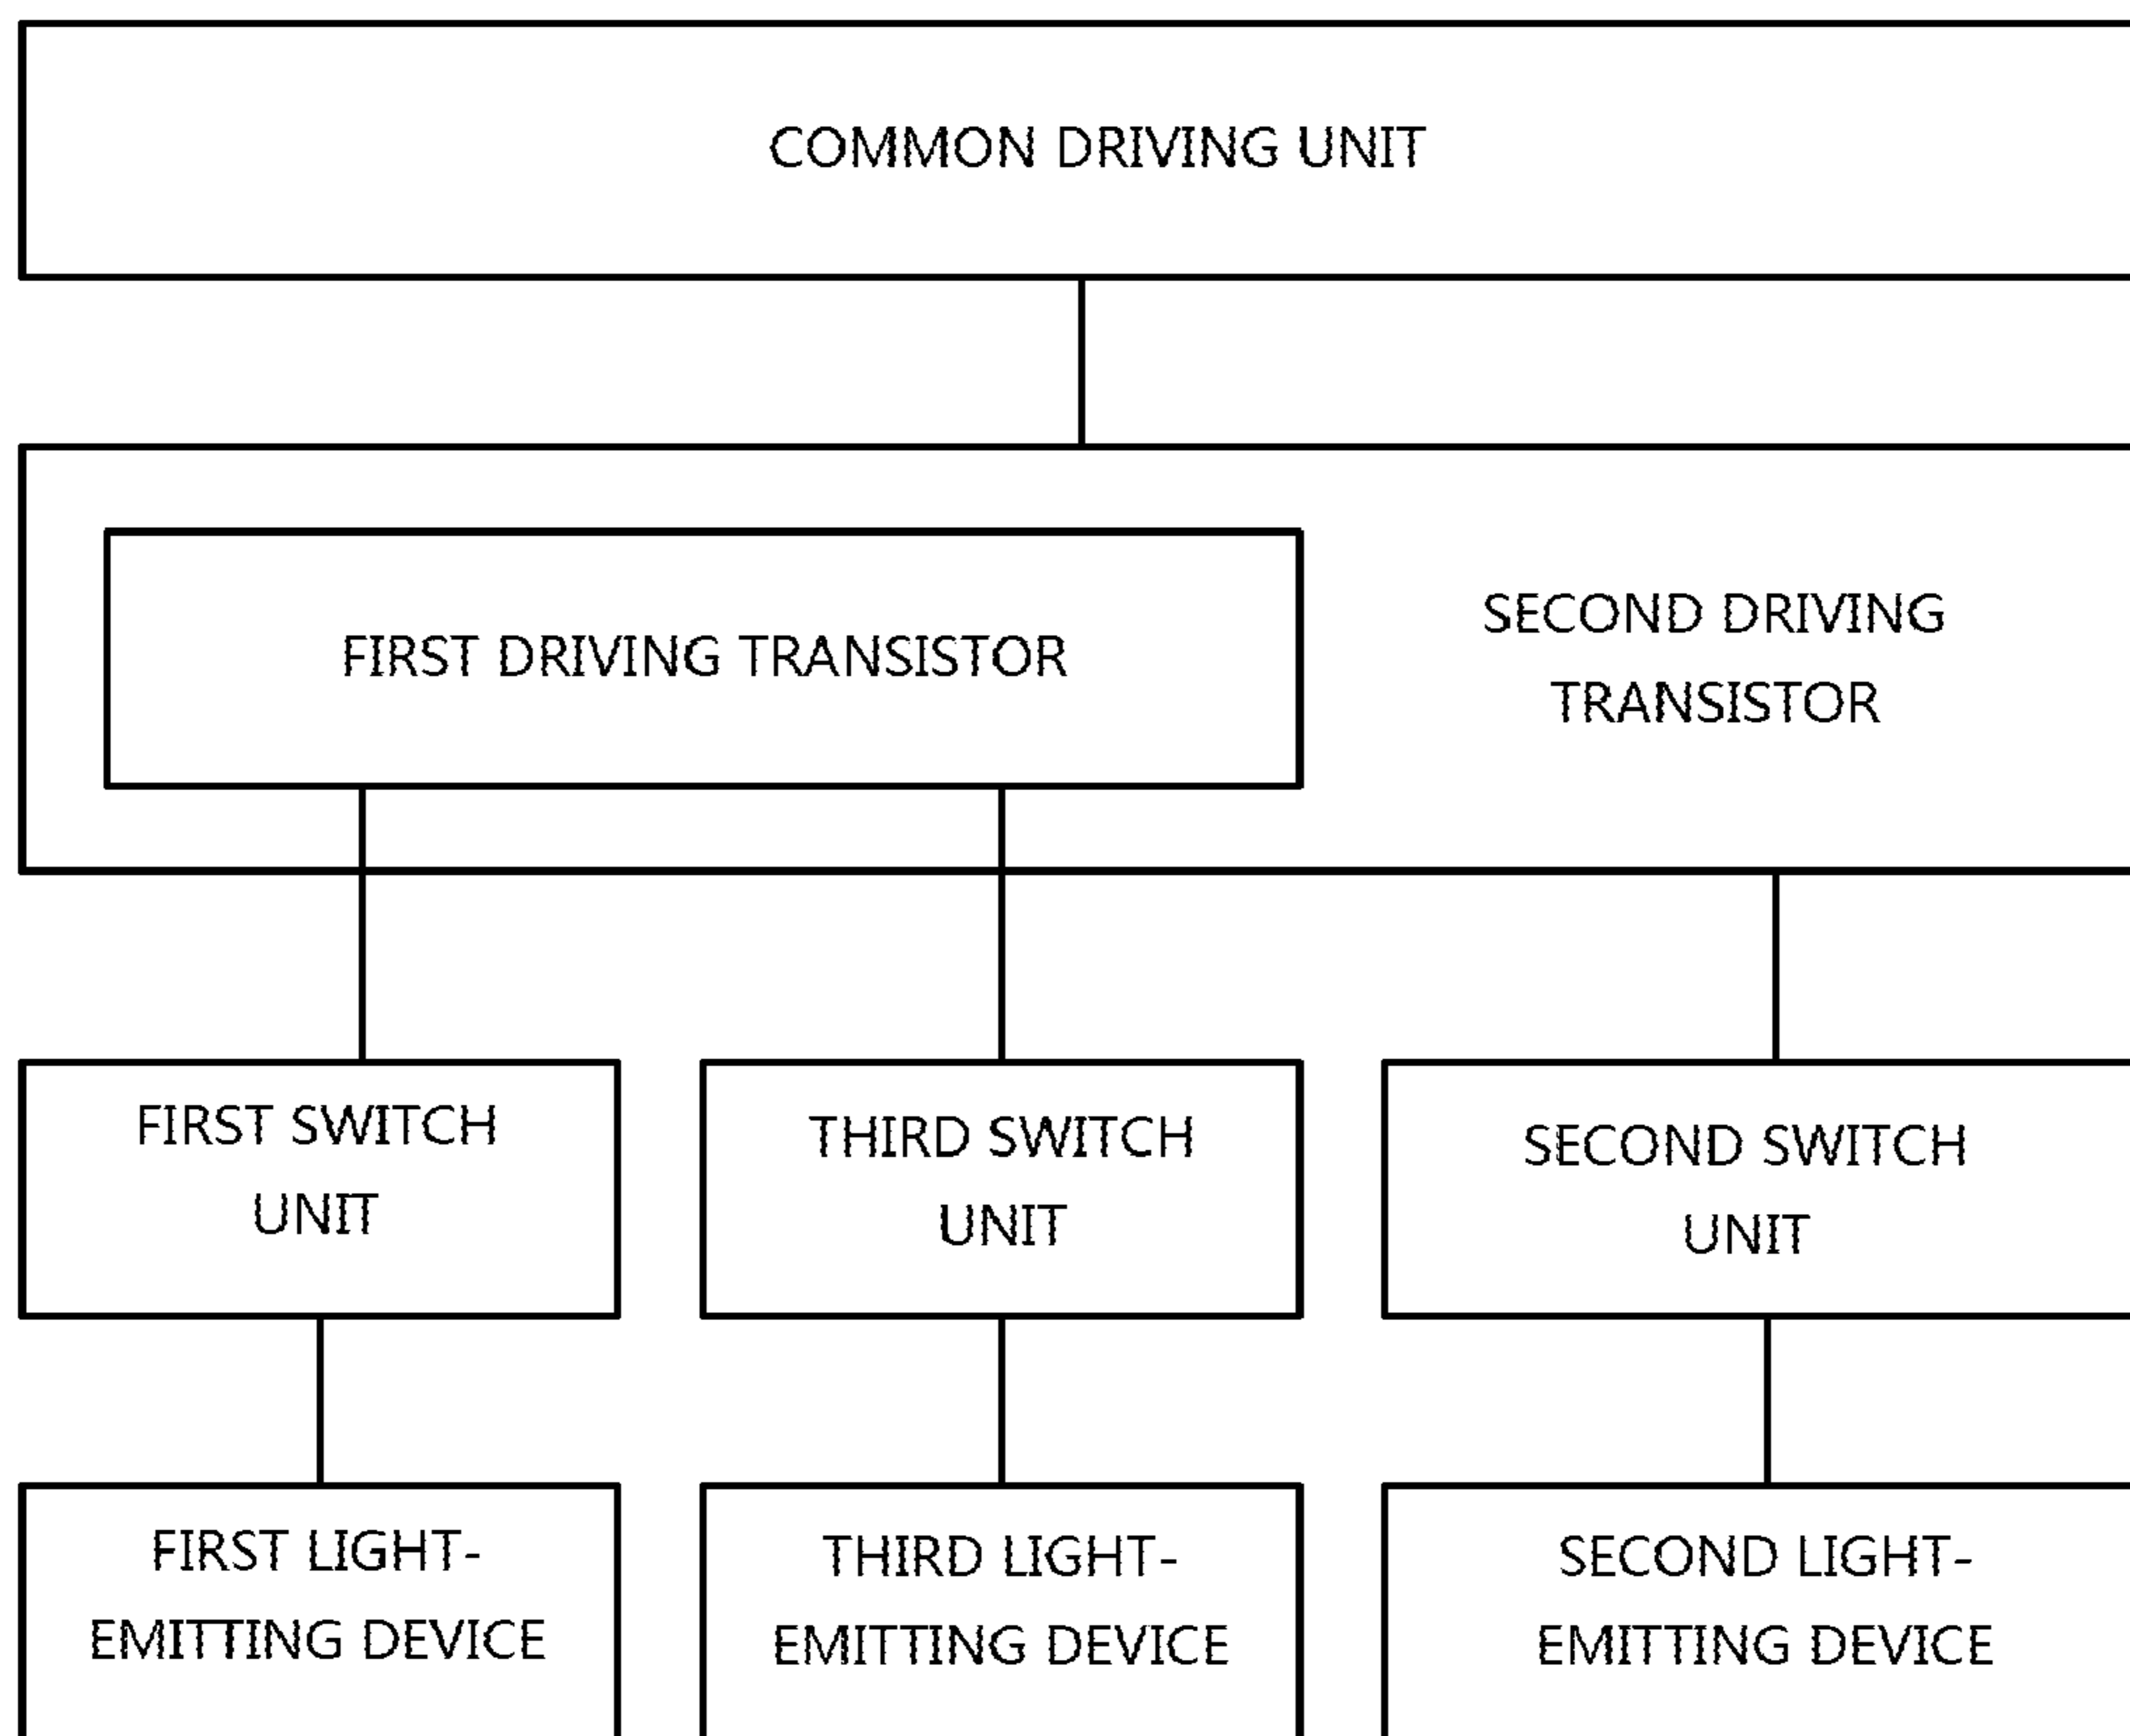 COMMON DRIVING UNIT
FIRST DRIVING TRANSISTOR
SECOND DRIVING
TRANSISTOR
FIRST SWITCH
UNIT
THIRD SWITCH
UNIT
SECOND SWITCH
UNIT
FIRST LIGHT-
EMITTING DEVICE
THIRD LIGHT-
EMITTING DEVICE
SECOND LIGHT-
EMITTING DEVICE